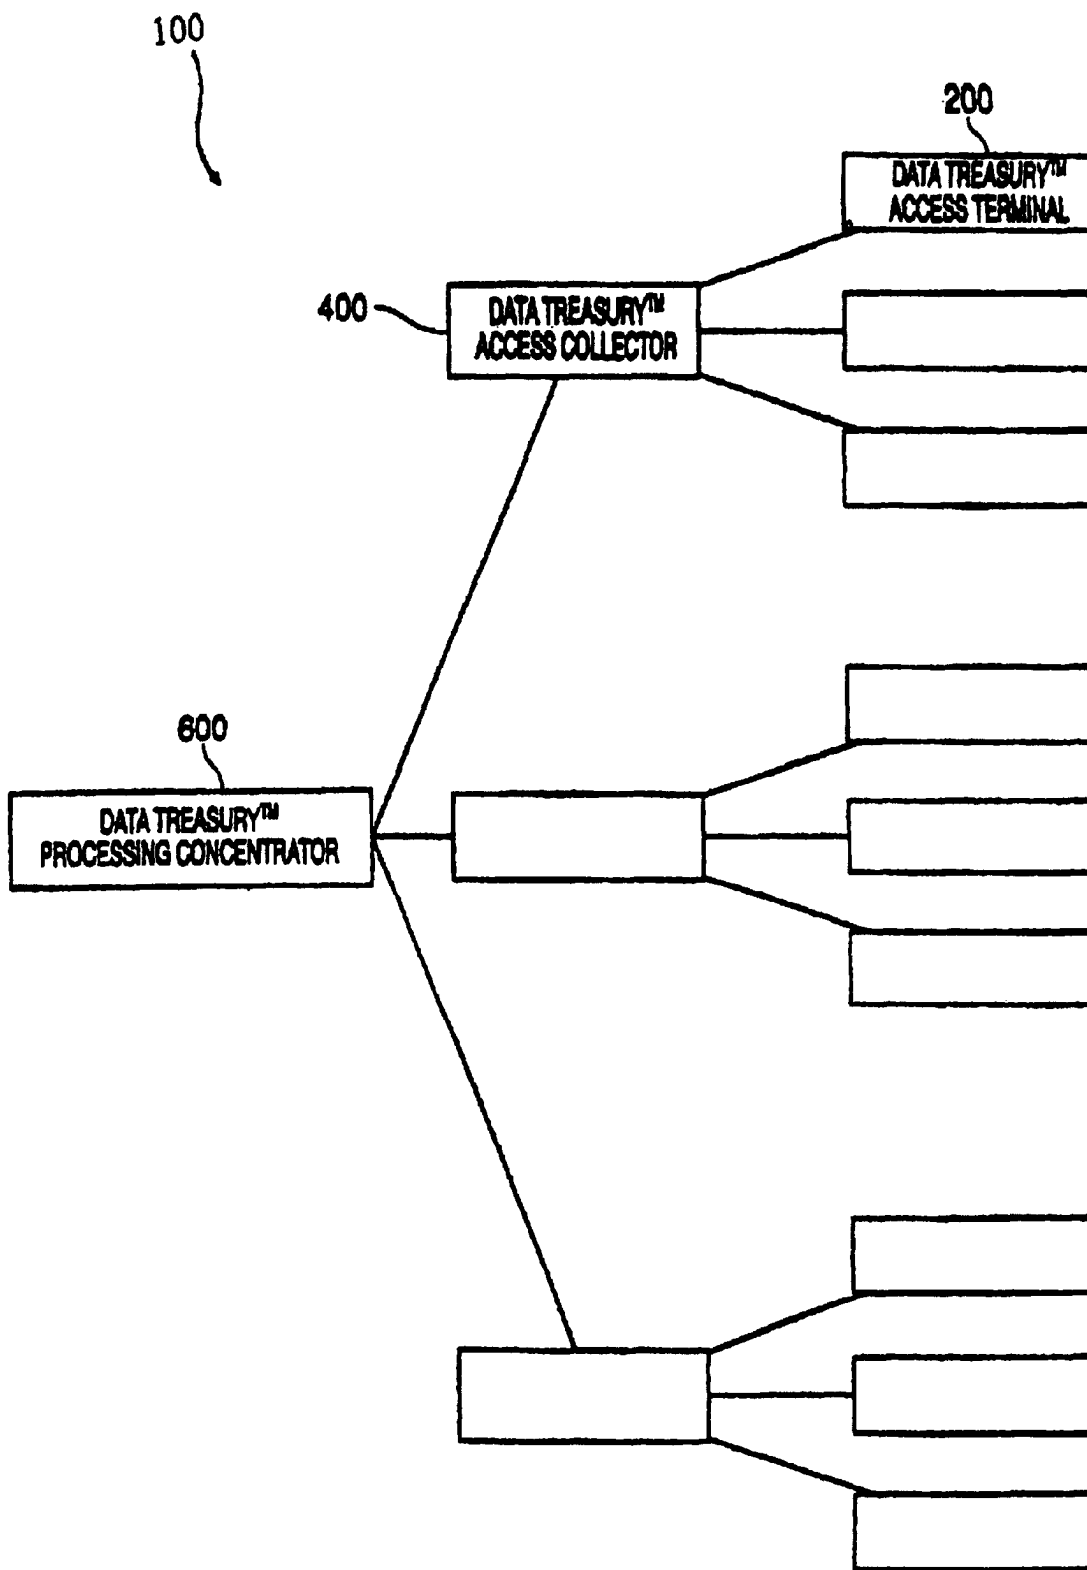 100
200
DATA TREASURY™
ACCESS TERMINAL
400
DATA TREASURY™
ACCESS COLLECTOR
600
DATA TREASURY™
PROCESSING CONCENTRATOR